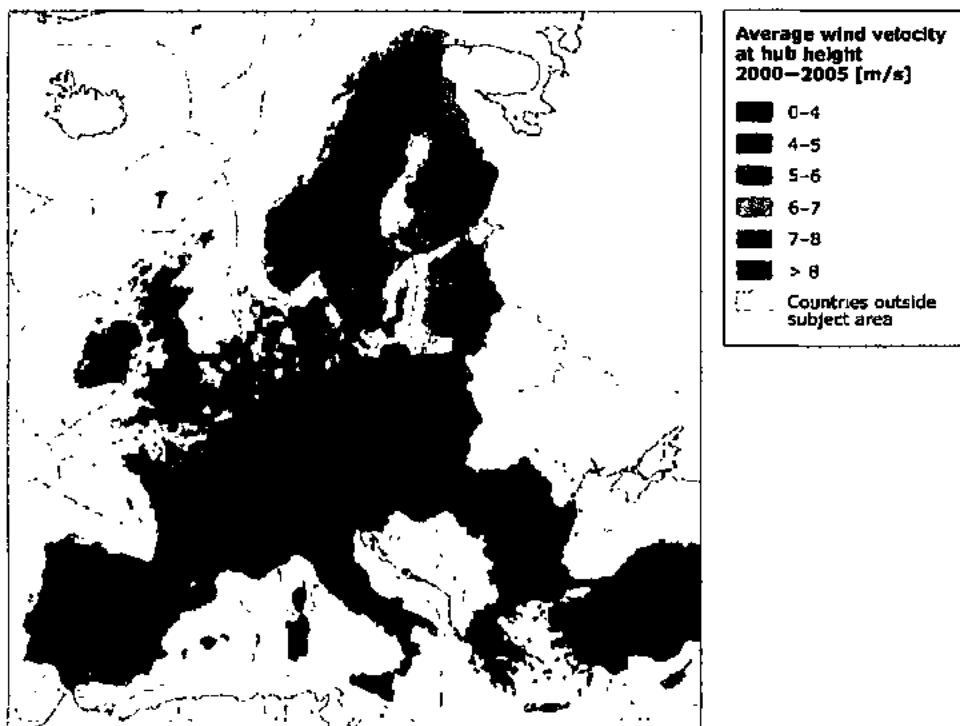 Average wind velocity
at hub height
2000–2005 [m/s]
0–4
4–5
5–6
6–7
7–8
> 8
Countries outside
subject area